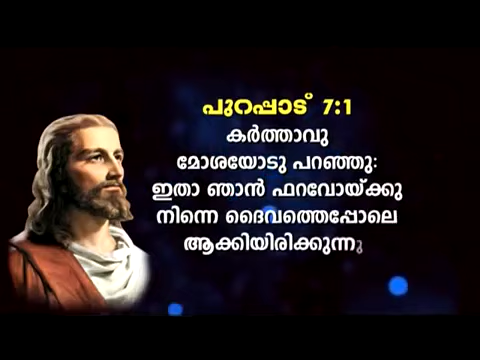 പുറപ്പാട് 7:1
കർത്താവു
മോശയോടു പറഞ്ഞു:
ഇതാ ഞാൻ ഫറവോയ്ക്കു
നിന്നെ ദൈവത്തെപ്പോലെ
ആക്കിയിരിക്കുന്നു